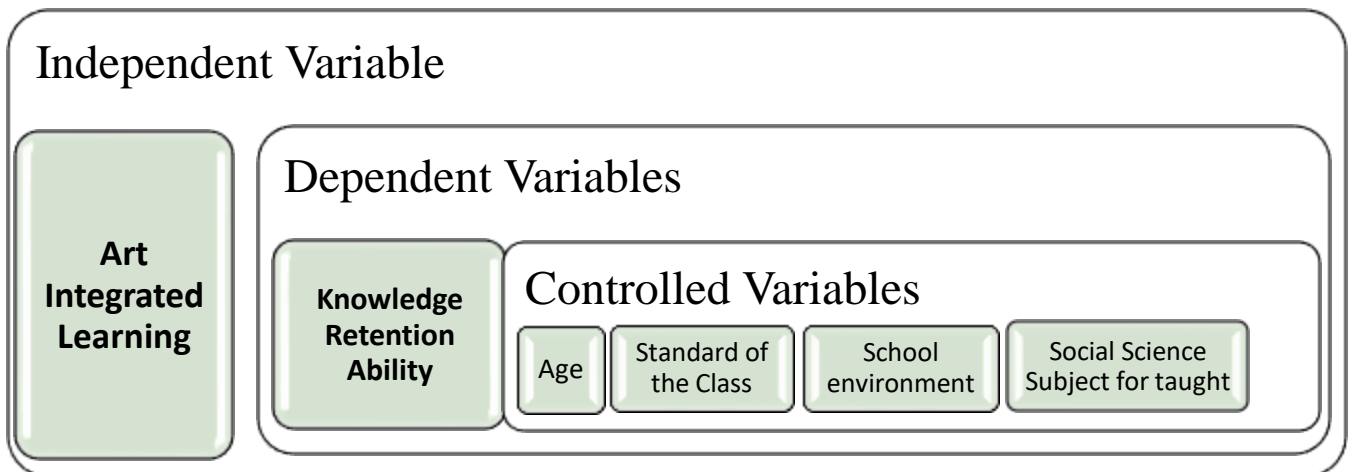 Independent Variable
Art
Integrated
Learning
Dependent Variables
Knowledge
Retention
Ability
Controlled Variables
Age
Standard of
the Class
School
environment
Social Science
Subject for taught